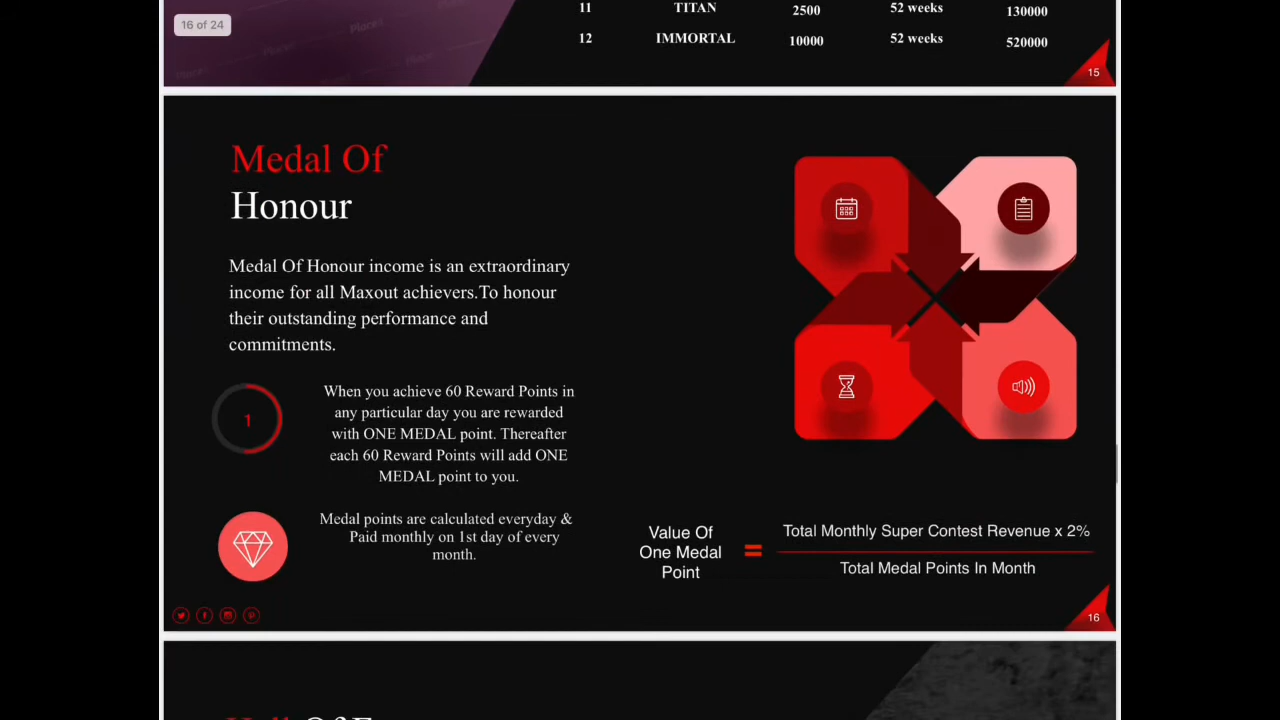 16 of 24
11 TITAN 2500 52 weeks 130000
12 IMMORTAL 10000 52 weeks 520000
15
Medal Of
Honour
Medal Of Honour income is an extraordinary
income for all Maxout achievers.To honour
their outstanding performance and
commitments.
1
When you achieve 60 Reward Points in
any particular day you are rewarded
with ONE MEDAL point. Thereafter
each 60 Reward Points will add ONE
MEDAL point to you.
Medal points are calculated everyday &
Paid monthly on 1st day of every
month.
Value Of
One Medal
Point
=
Total Monthly Super Contest Revenue x 2%
Total Medal Points In Month
16